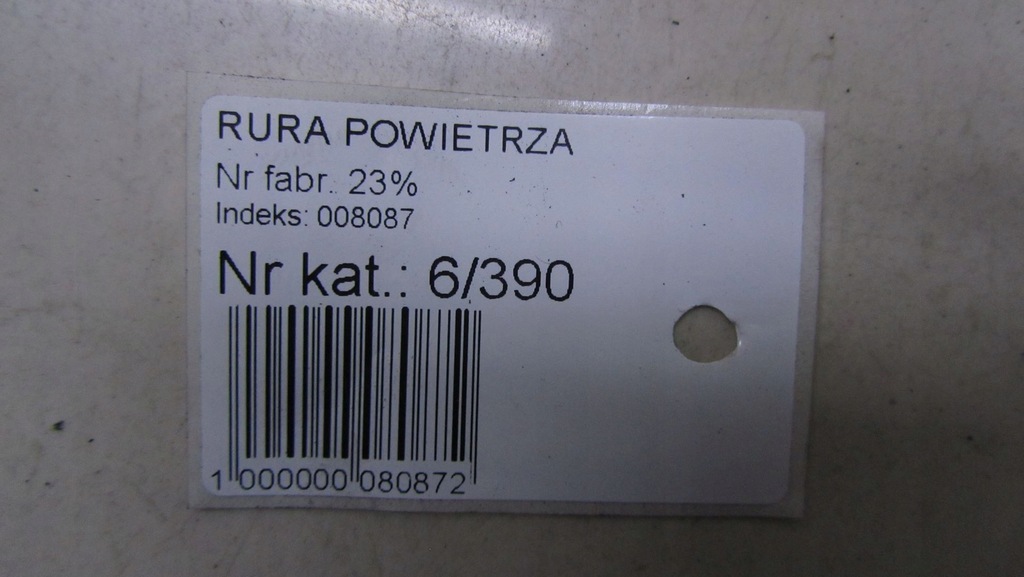 RURA POWIETRZA
Nr fabr. 23%
Indeks: 008087
Nr kat.: 6/390
1 000000 080872